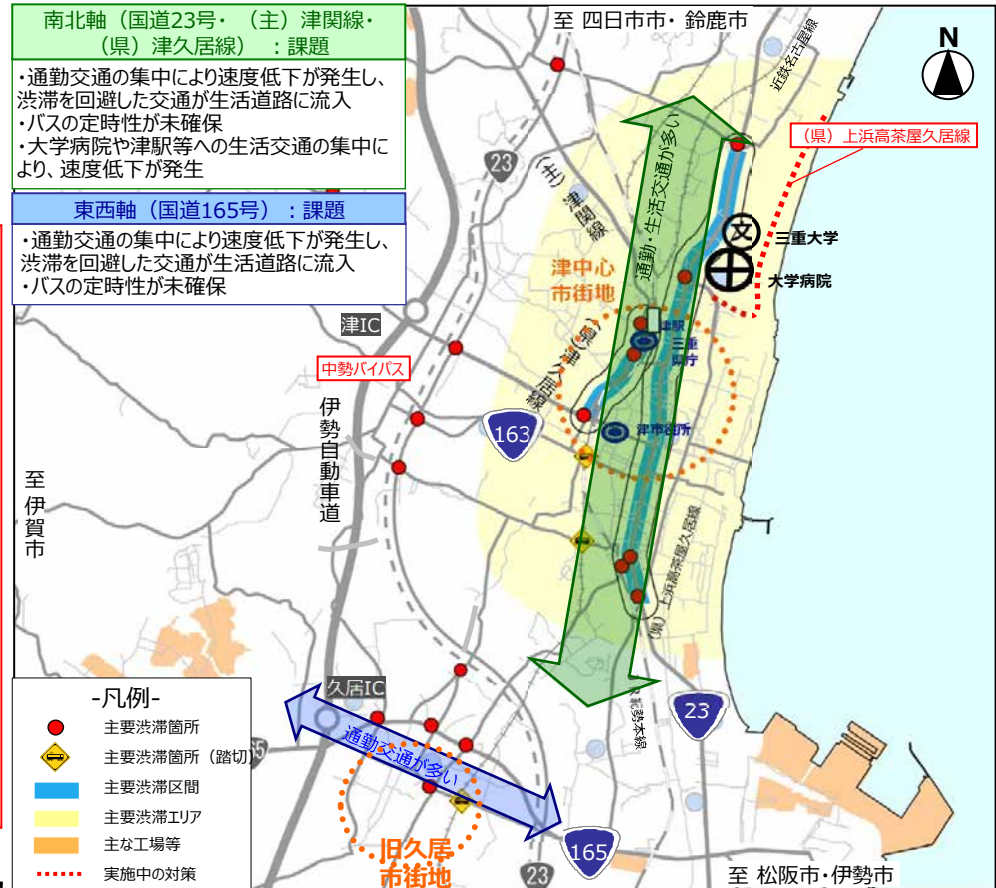 南北軸（国道23号・（主）津関線・
（県）津久居線）：課題
・通勤交通の集中により速度低下が発生し、
渋滞を回避した交通が生活道路に流入
・バスの定時性が未確保
・大学病院や津駅等への生活交通の集中に
より、速度低下が発生
東西軸（国道165号）：課題
・通勤交通の集中により速度低下が発生し、
渋滞を回避した交通が生活道路に流入
・バスの定時性が未確保
至 四日市市・鈴鹿市
近鉄名古屋線
N
（県）上浜高茶屋久居線
23
（主）津関線
通勤・生活交通が多い
文
三重大学
大学病院
津中心
市街地
津IC
津駅
三重
県庁
中勢バイパス
（県）津久居線
伊勢自動車道
163
津市役所
至 伊賀市
（県）上浜高茶屋久居線
久居IC
23
勢本線
通勤交通が多い
旧久居
市街地
165
23
至 松阪市・伊勢市
-凡例-
主要渋滞箇所
主要渋滞箇所（踏切）
主要渋滞区間
主要渋滞エリア
主な工場等
実施中の対策